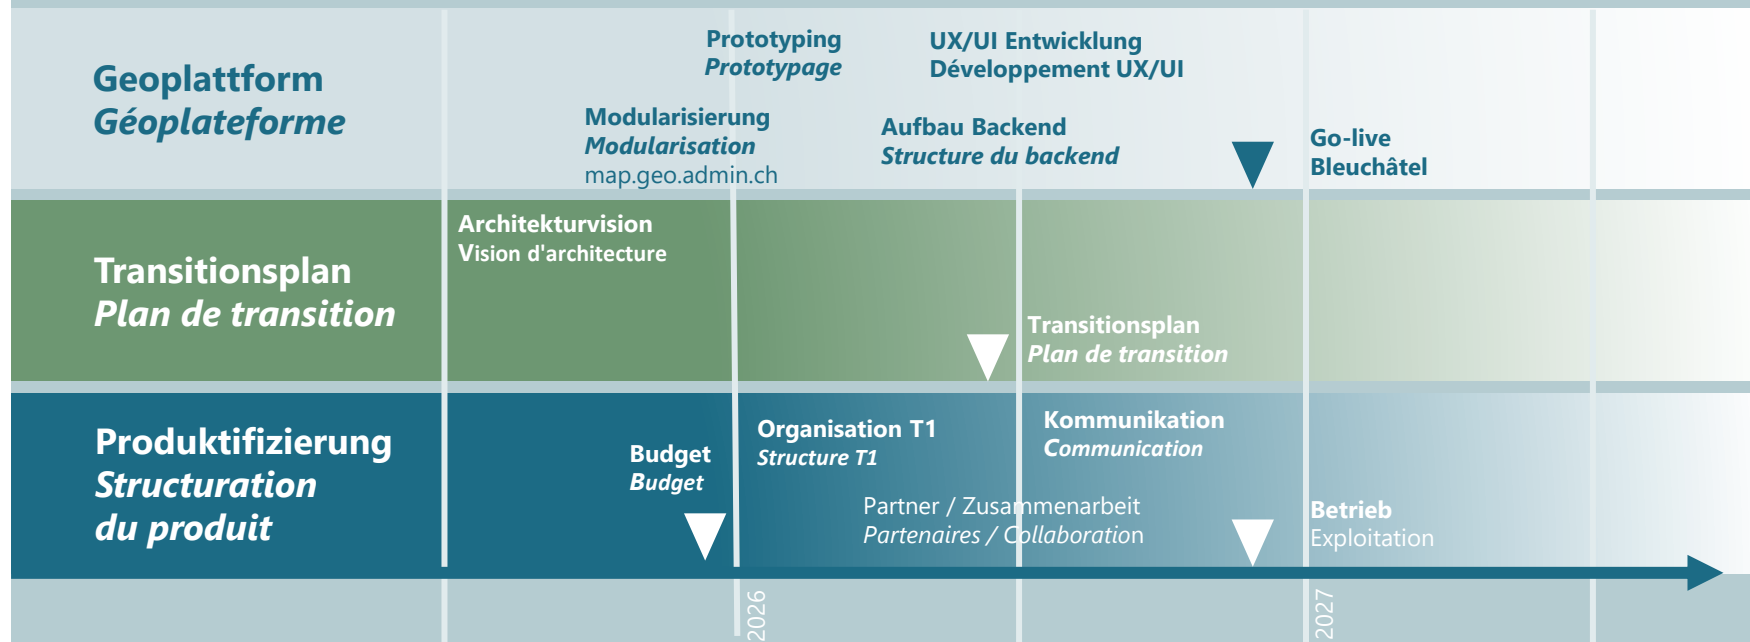 Geoplattform
Géoplateforme
Prototyping
Prototypage
UX/UI Entwicklung
Développement UX/UI
Modularisierung
Modularisation
map.geo.admin.ch
Aufbau Backend
Structure du backend
Go-live
Bleuchâtel
Transitionsplan
Plan de transition
Architekturvision
Vision d'architecture
Transitionsplan
Plan de transition
Produktifizierung
Structuration
du produit
Budget
Budget
Organisation T1
Structure T1
Kommunikation
Communication
Partner / Zusammenarbeit
Partenaires / Collaboration
Betrieb
Exploitation
2026
2027